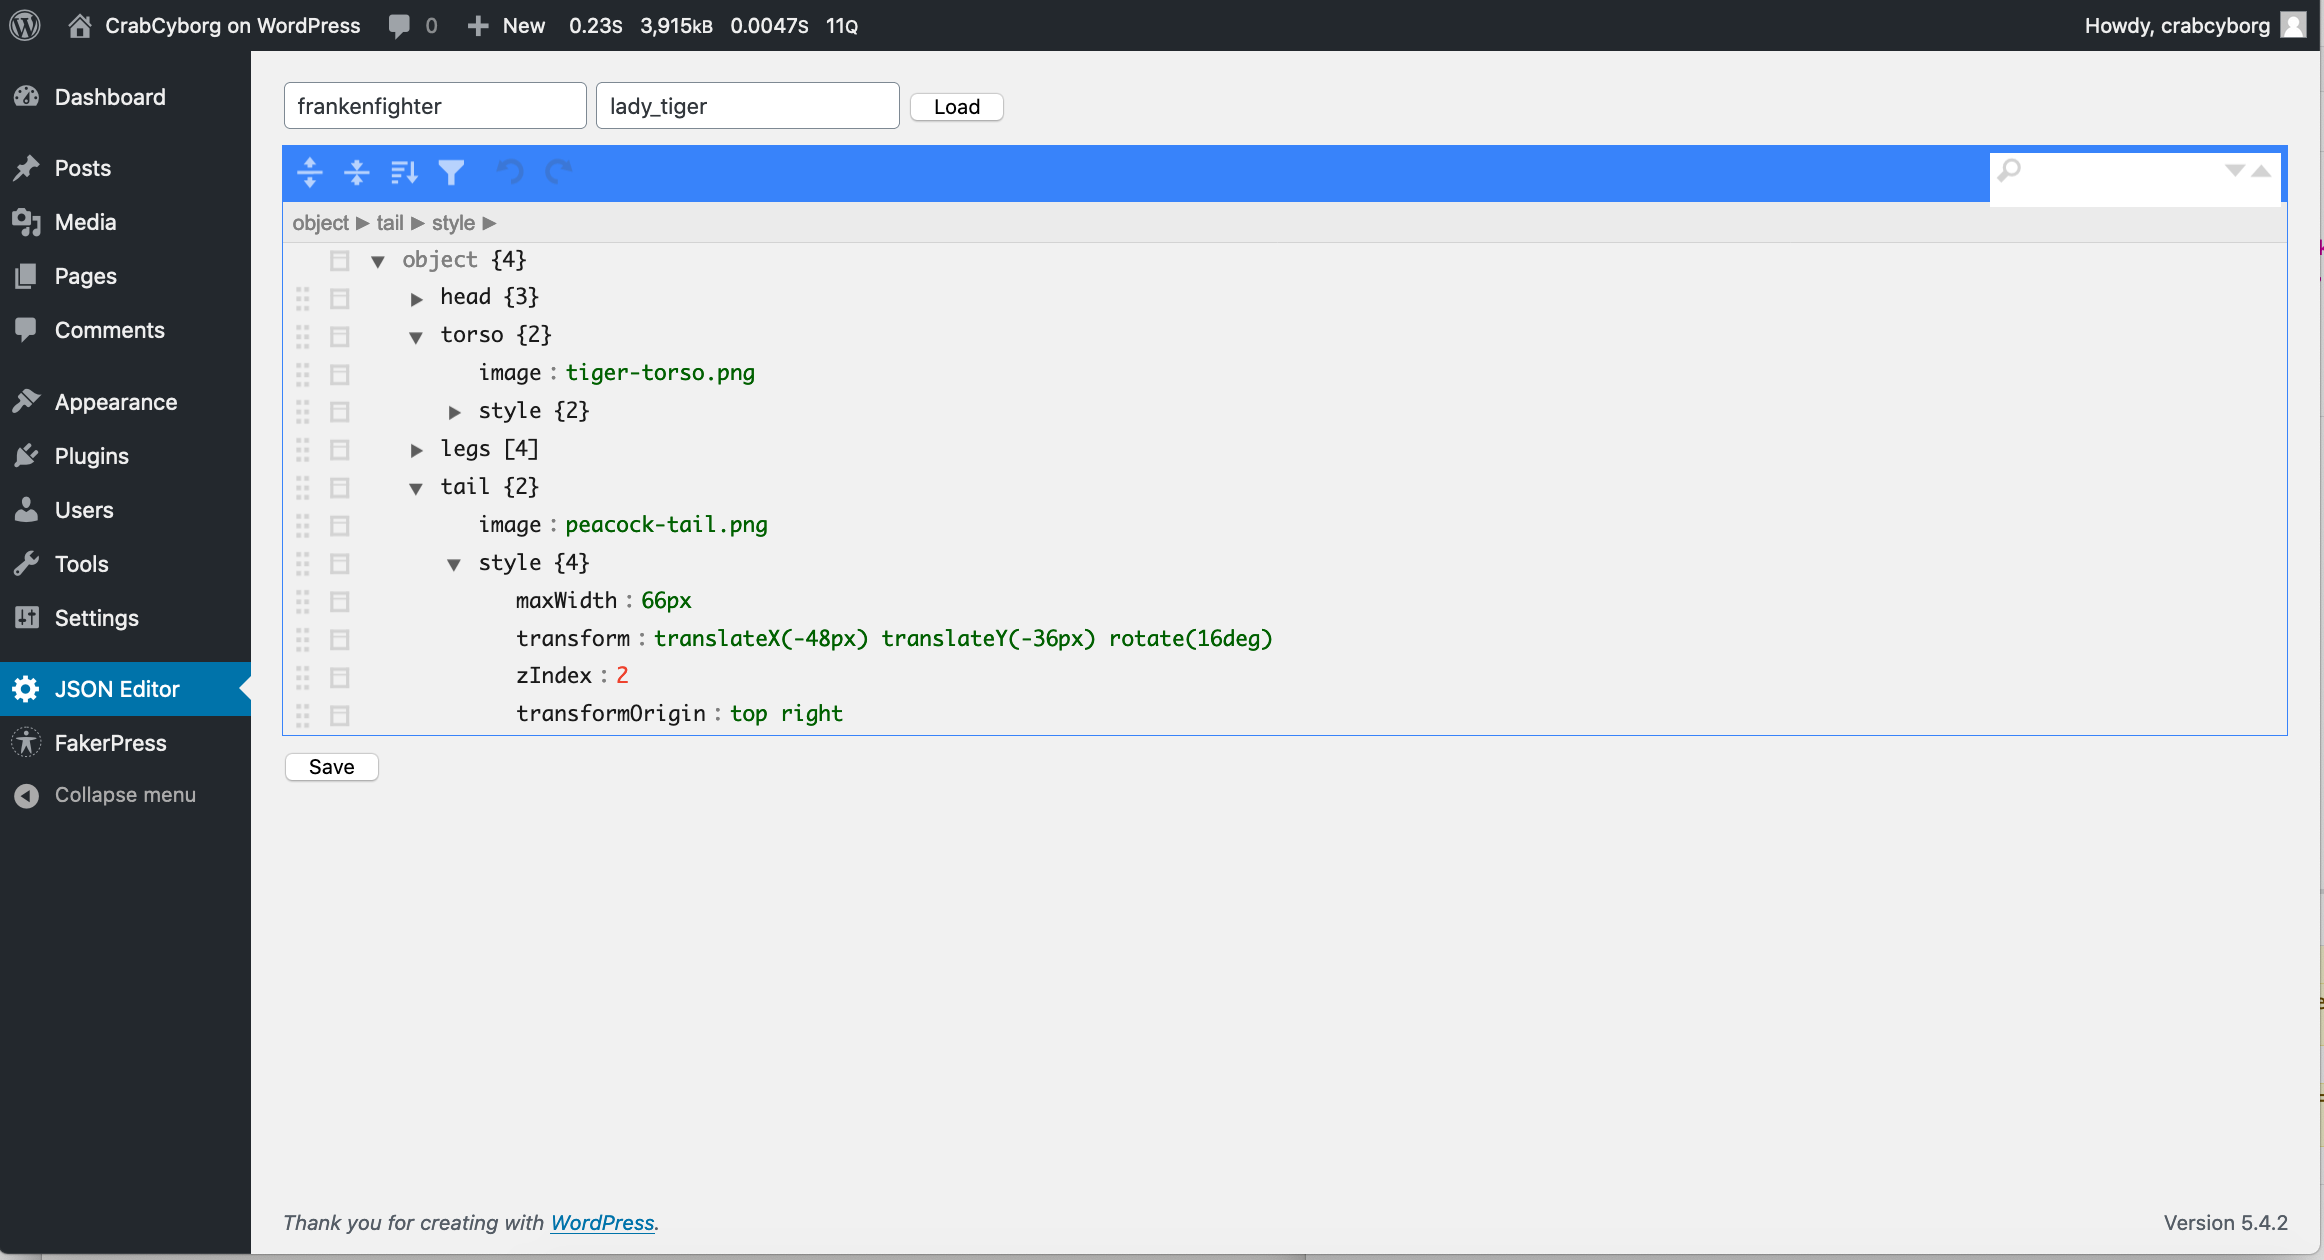 CrabCyborg on WordPress 0 New 0.23S 3,915KB 0.0047S 11Q Howdy, crabcyborg
Dashboard
Posts
Media
Pages
Comments
Appearance
Plugins
Users
Tools
Settings
JSON Editor
FakerPress
Collapse menu
frankenfighter lady_tiger Load
object ▶ tail ▶ style ▶
object {4}
head {3}
torso {2}
image : tiger-torso.png
style {2}
legs [4]
tail {2}
image : peacock-tail.png
style {4}
maxWidth : 66px
transform : translateX(-48px) translateY(-36px) rotate(16deg)
zIndex : 2
transformOrigin : top right
Save
Thank you for creating with WordPress. Version 5.4.2